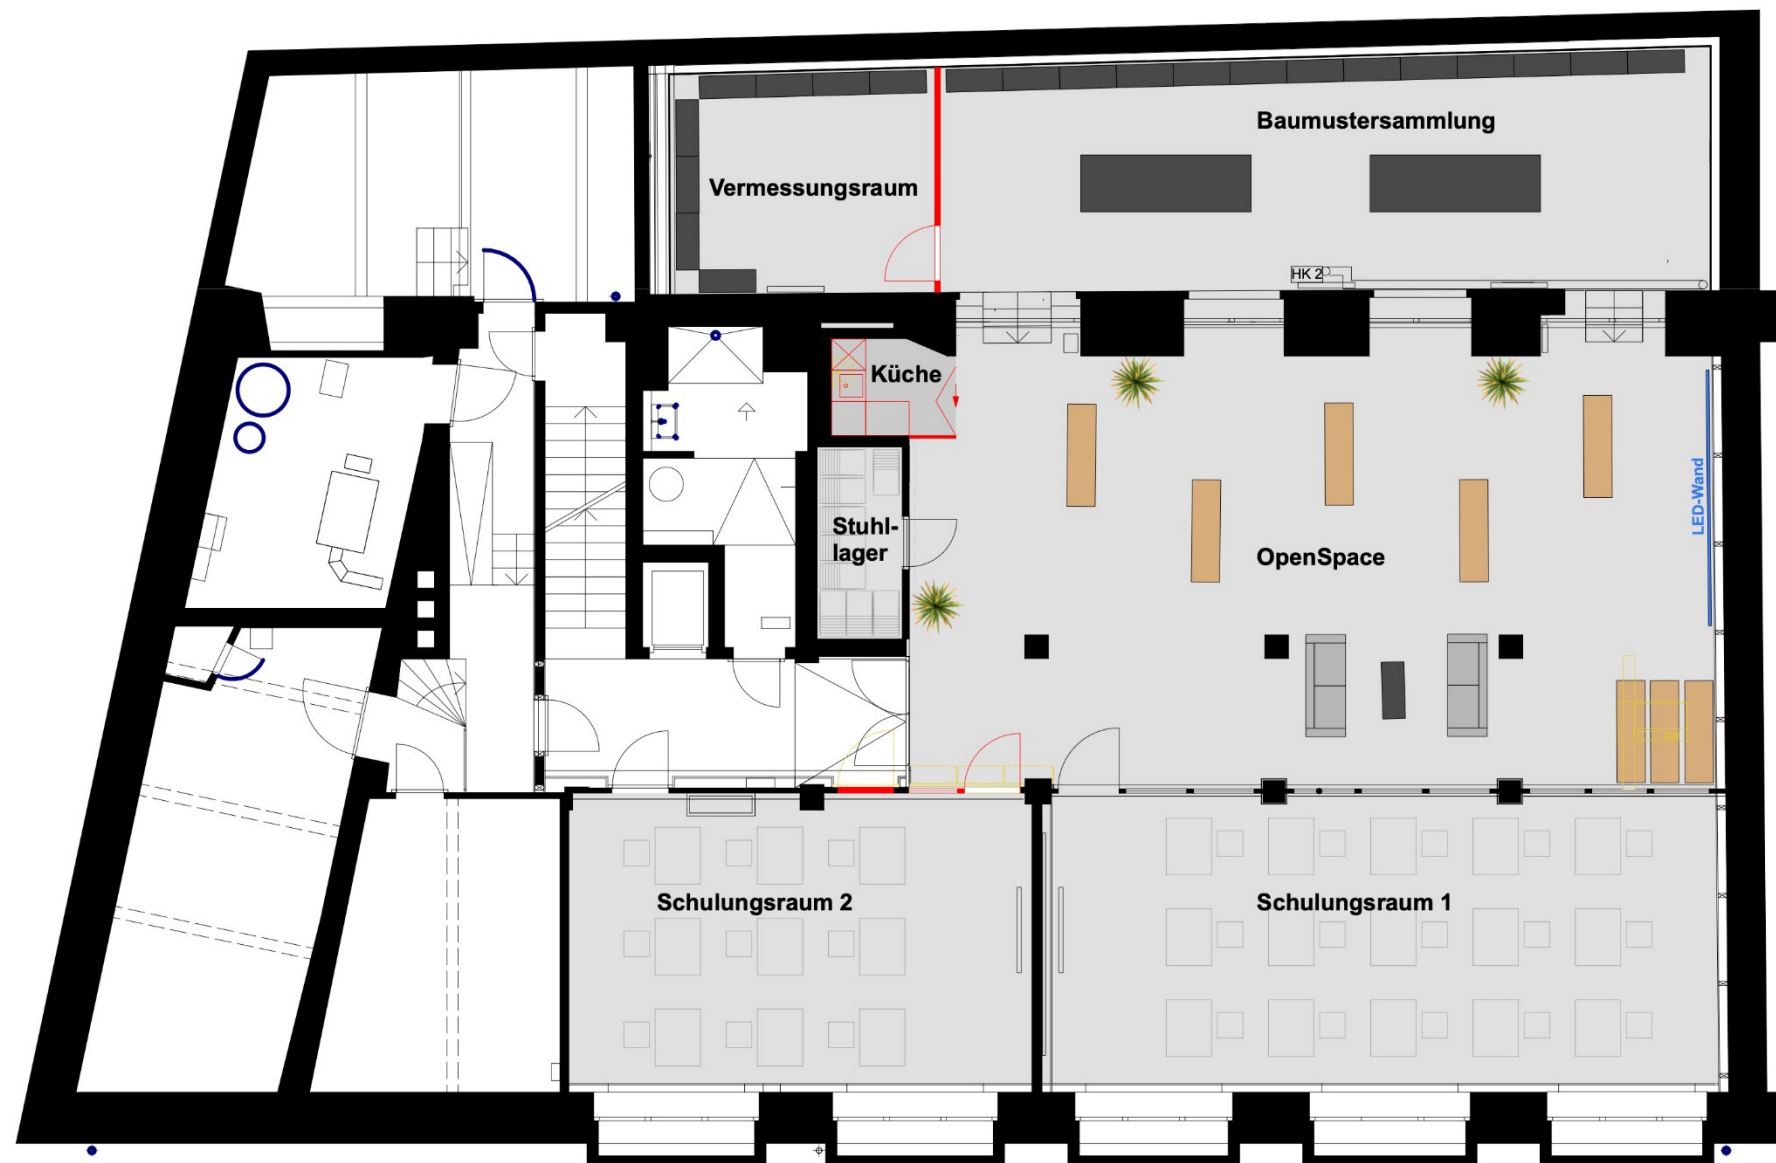 Baumustersammlung
Vermessungsraum
HK 2
Küche
LED-Wand
Stuhl-
lager
OpenSpace
Schulungsraum 2
Schulungsraum 1